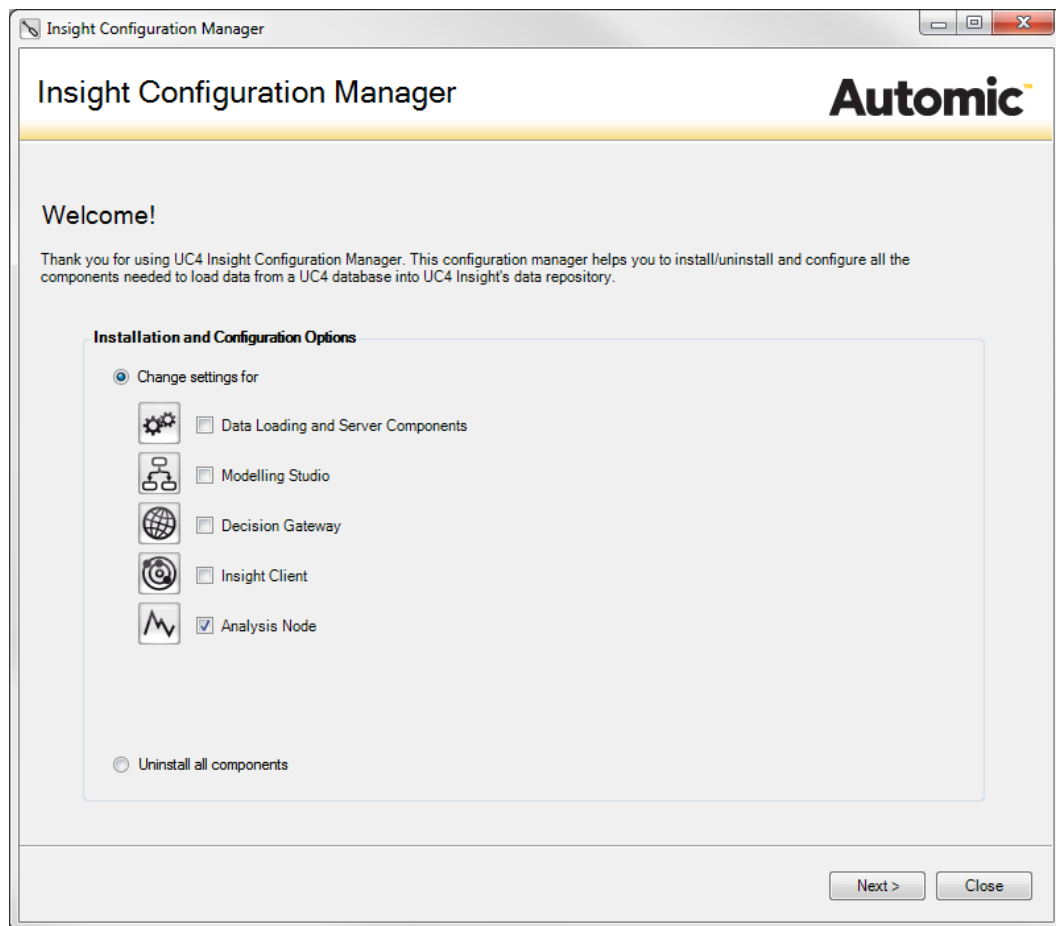 Insight Configuration Manager
Insight Configuration Manager
Automic™
Welcome!
Thank you for using UC4 Insight Configuration Manager. This configuration manager helps you to install/uninstall and configure all the
components needed to load data from a UC4 database into UC4 Insight's data repository.
Installation and Configuration Options
Change settings for
Data Loading and Server Components
Modelling Studio
Decision Gateway
Insight Client
Analysis Node
Uninstall all components
Next >
Close